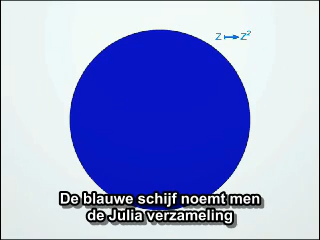 Z → Z²
De blauwe schijf noemt men
de Julia verzameling